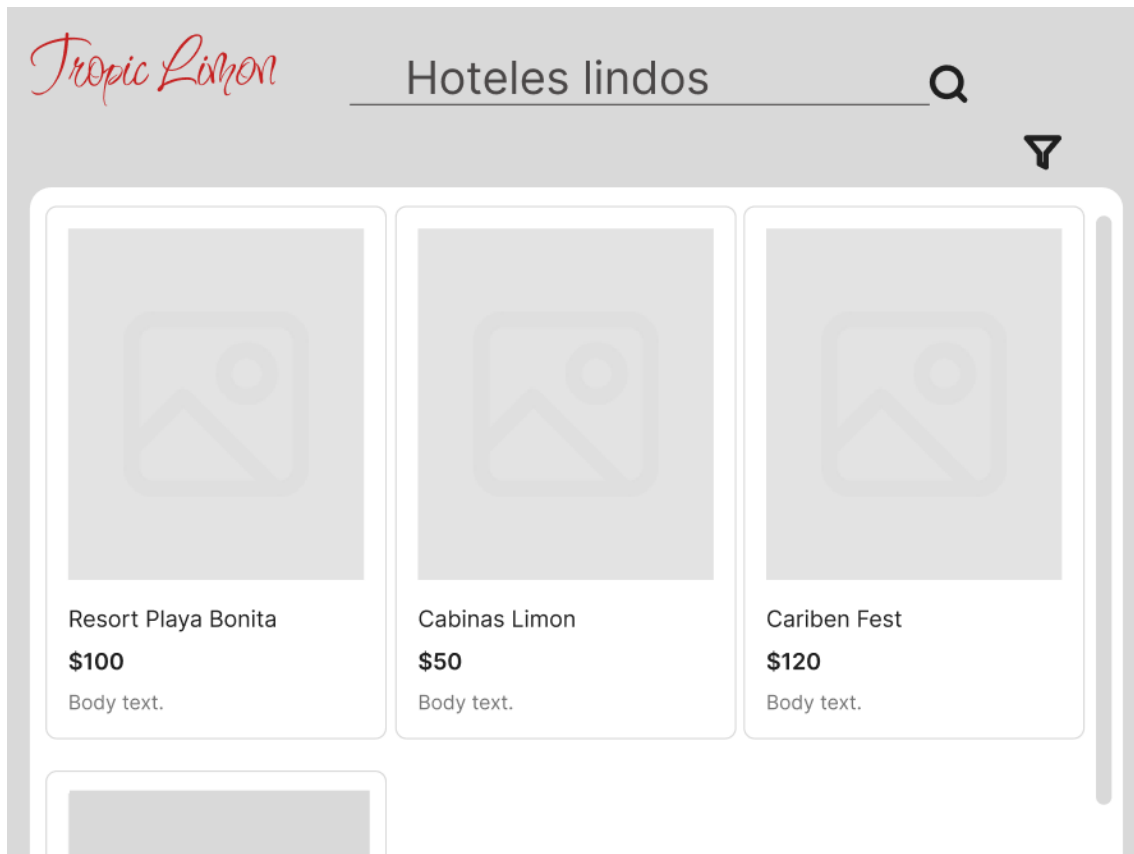 Tropic Limon
Hoteles lindos
Resort Playa Bonita
$100
Body text.
Cabinas Limon
$50
Body text.
Cariben Fest
$120
Body text.